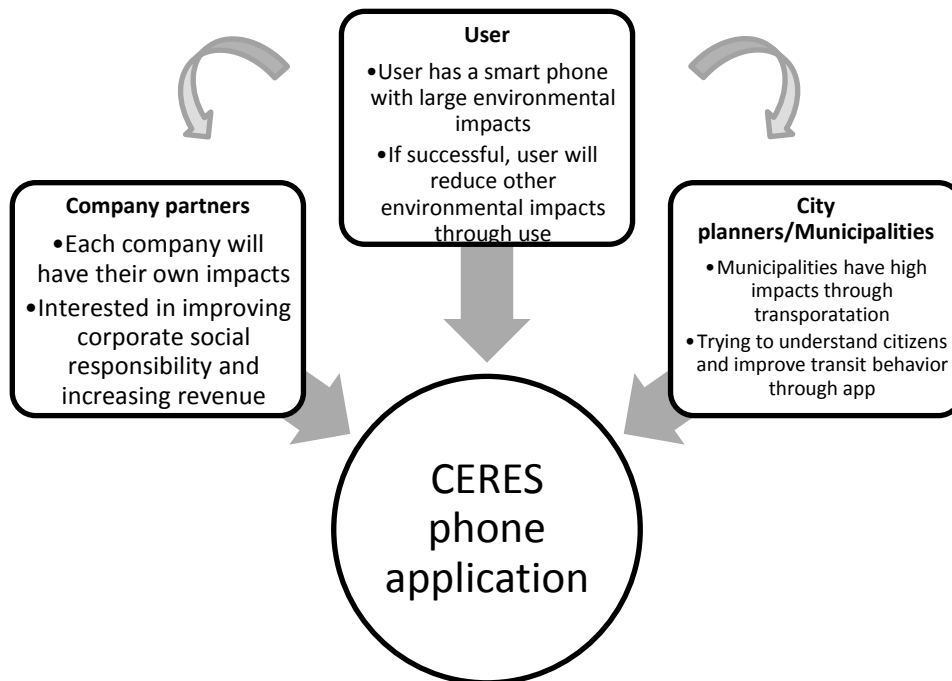 User
•User has a smart phone
with large environmental
impacts
•If successful, user will
reduce other
environmental impacts
through use
Company partners
•Each company will
have their own impacts
•Interested in improving
corporate social
responsibility and
increasing revenue
City
planners/Municipalities
•Municipalities have high
impacts through
transporatation
•Trying to understand citizens
and improve transit behavior
through app
CERES
phone
application